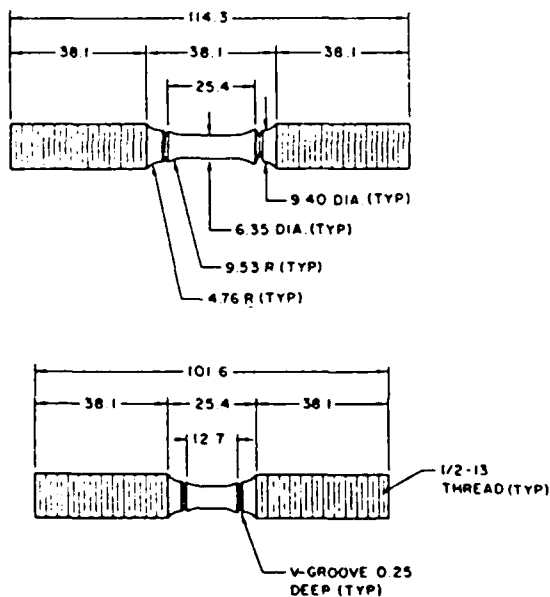 114.3
38.1 38.1 38.1
25.4
9.40 DIA. (TYP)
6.35 DIA. (TYP)
9.53 R (TYP)
4.76 R (TYP)
101.6
38.1 25.4 38.1
12.7
1/2-13
THREAD (TYP)
V-GROOVE 0.25
DEEP (TYP)